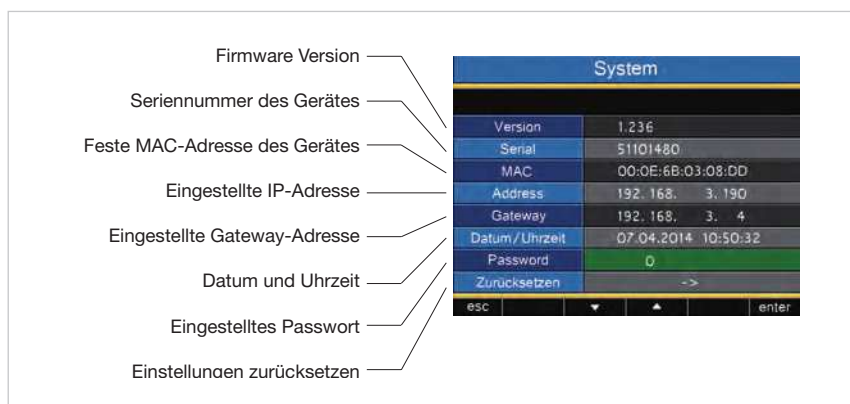 Firmware Version
Seriennummer des Gerätes
Feste MAC-Adresse des Gerätes
Eingestellte IP-Adresse
Eingestellte Gateway-Adresse
Datum und Uhrzeit
Eingestelltes Passwort
Einstellungen zurücksetzen
System
Version 1.236
Serial 51101480
MAC 00:0E:6B:03:08:DD
Address 192. 168. 3. 190
Gateway 192. 168. 3. 4
Datum/Uhrzeit 07.04.2014 10:50:32
Password 0
Zurücksetzen ->
esc ▼ ▲ enter